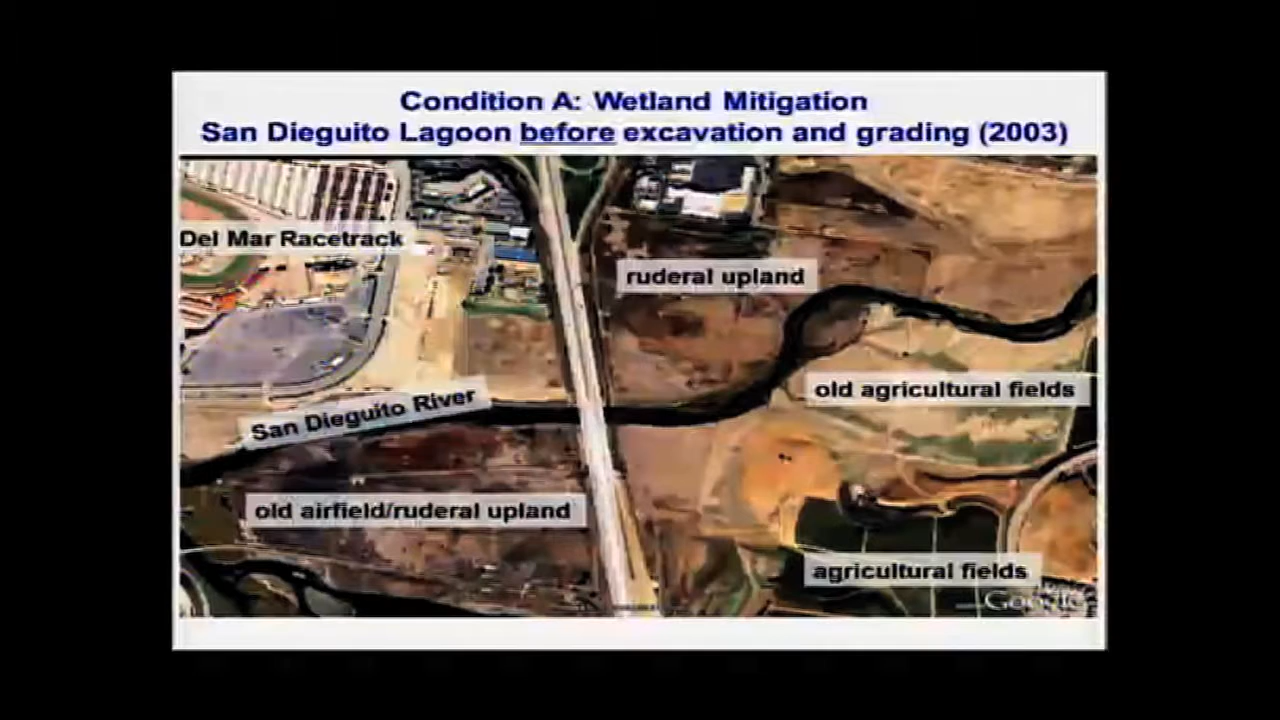 Condition A: Wetland Mitigation
San Dieguito Lagoon before excavation and grading (2003)
Del Mar Racetrack
ruderal upland
old agricultural fields
San Dieguito River
old airfield/ruderal upland
agricultural fields
Google